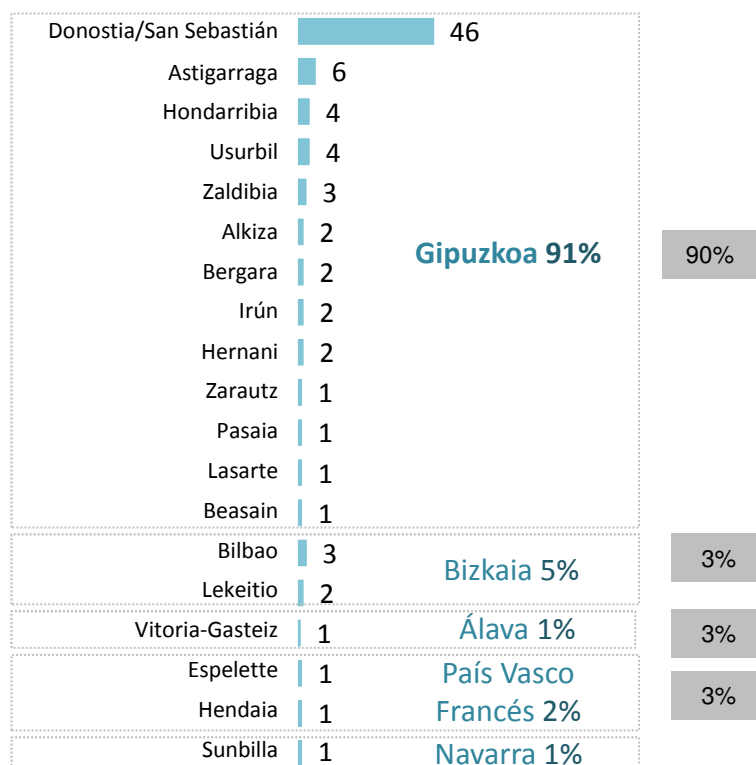 Donostia/San Sebastián 46
Astigarraga 6
Hondarribia 4
Usurbil 4
Zaldibia 3
Alkiza 2
Gipuzkoa 91% 90%
Bergara 2
Irún 2
Hernani 2
Zarautz 1
Pasaia 1
Lasarte 1
Beasain 1
Bilbao 3
Bizkaia 5% 3%
Lekeitio 2
Vitoria-Gasteiz 1 Álava 1% 3%
Espelette 1 País Vasco
Hendaia 1 Francés 2% 3%
Sunbilla 1 Navarra 1%